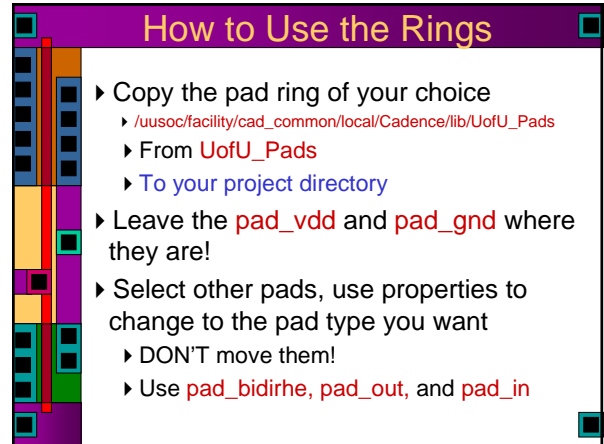 How to Use the Rings
Copy the pad ring of your choice
/uusoc/facility/cad_common/local/Cadence/lib/UofU_Pads
From UofU_Pads
To your project directory
Leave the pad_vdd and pad_gnd where
they are!
Select other pads, use properties to
change to the pad type you want
DON'T move them!
Use pad_bidirhe, pad_out, and pad_in